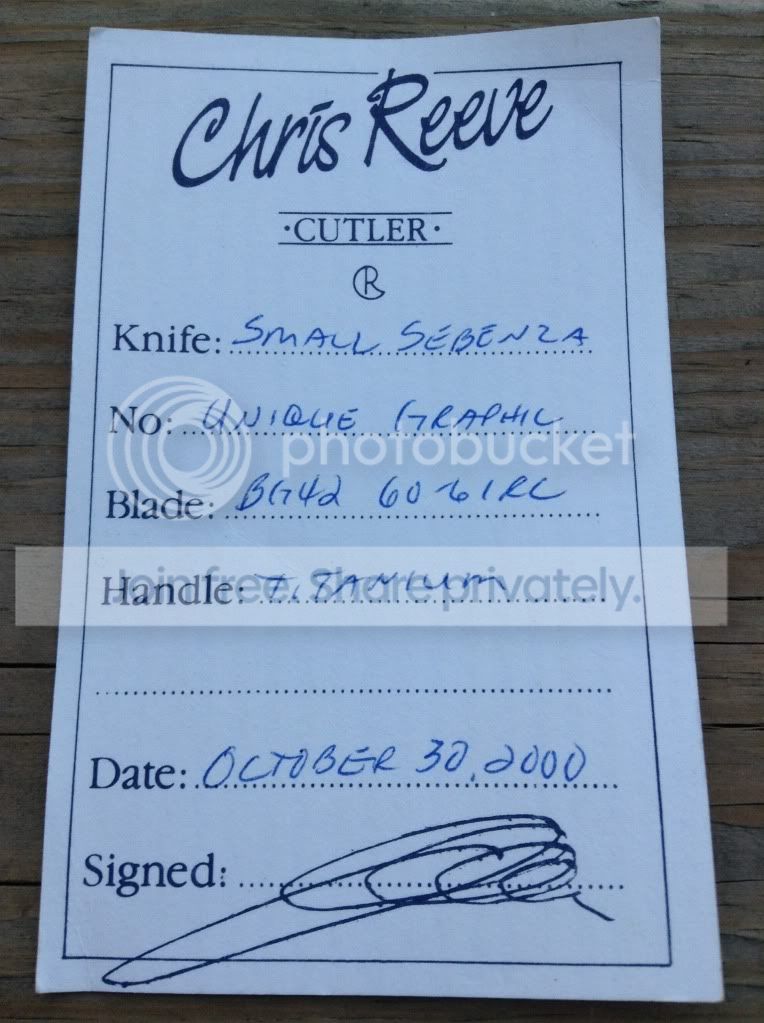 Chris Reeve
·CUTLER·
R
Knife: SMALL SEBENZA
No: UNIQUE GRAPHIC
photobucket
Blade: BG42 60-61RC
Handle: TITANIUM
Join free. Share privately.
Date: OCTOBER 30, 2000
Signed: